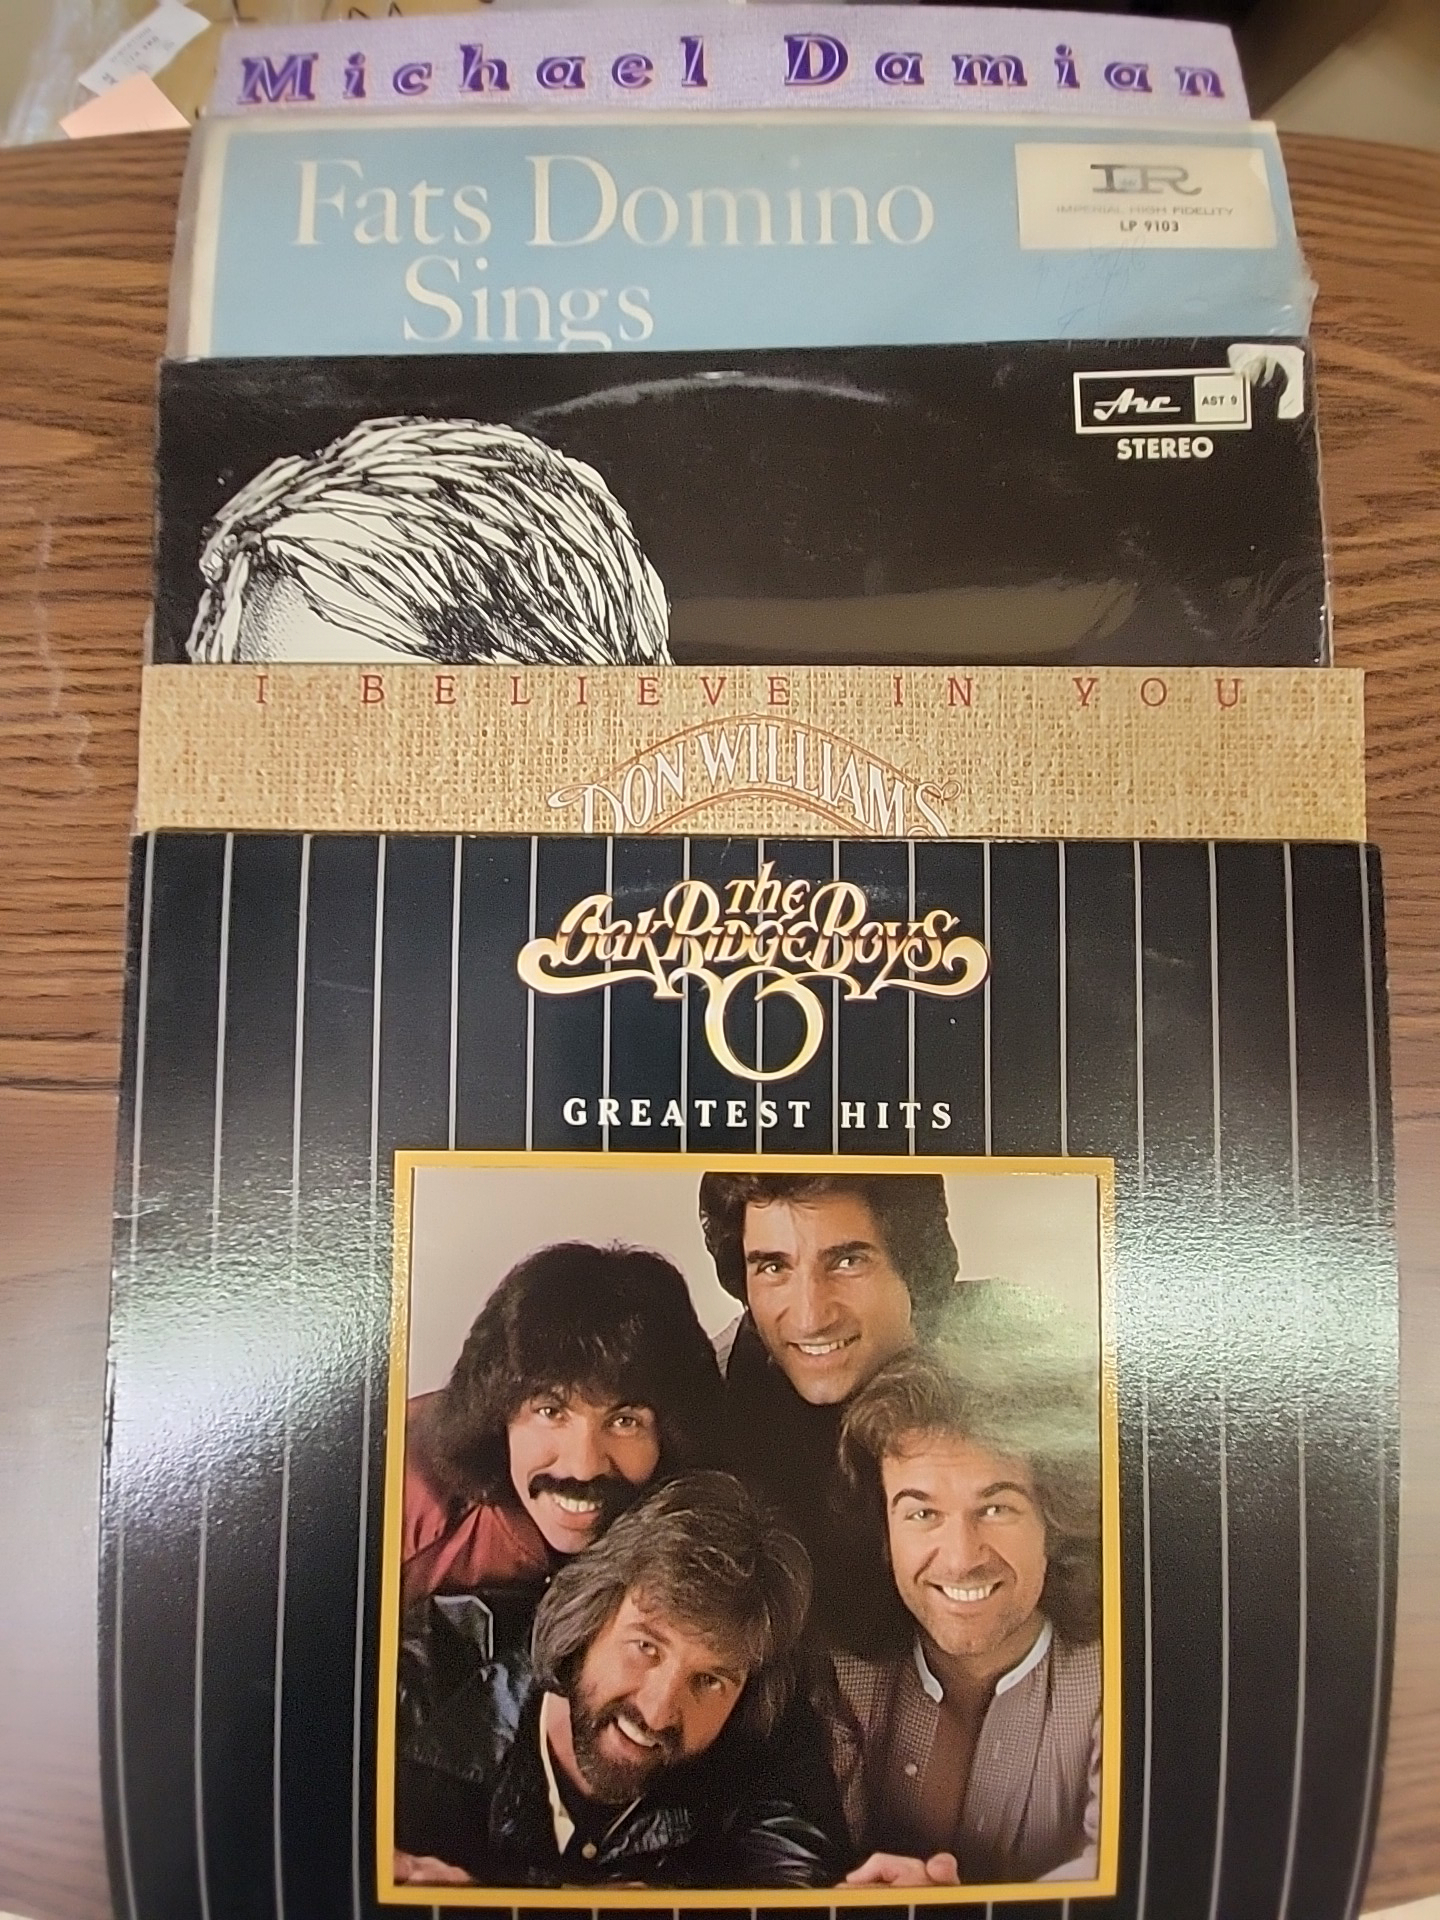 Michael Damian
Fats Domino
Sings
IR
IMPERIAL HIGH FIDELITY
LP 9103
Arc
AST 9
STEREO
I BELIEVE IN YOU
DON WILLIAMS
The
Oak Ridge Boys
GREATEST HITS